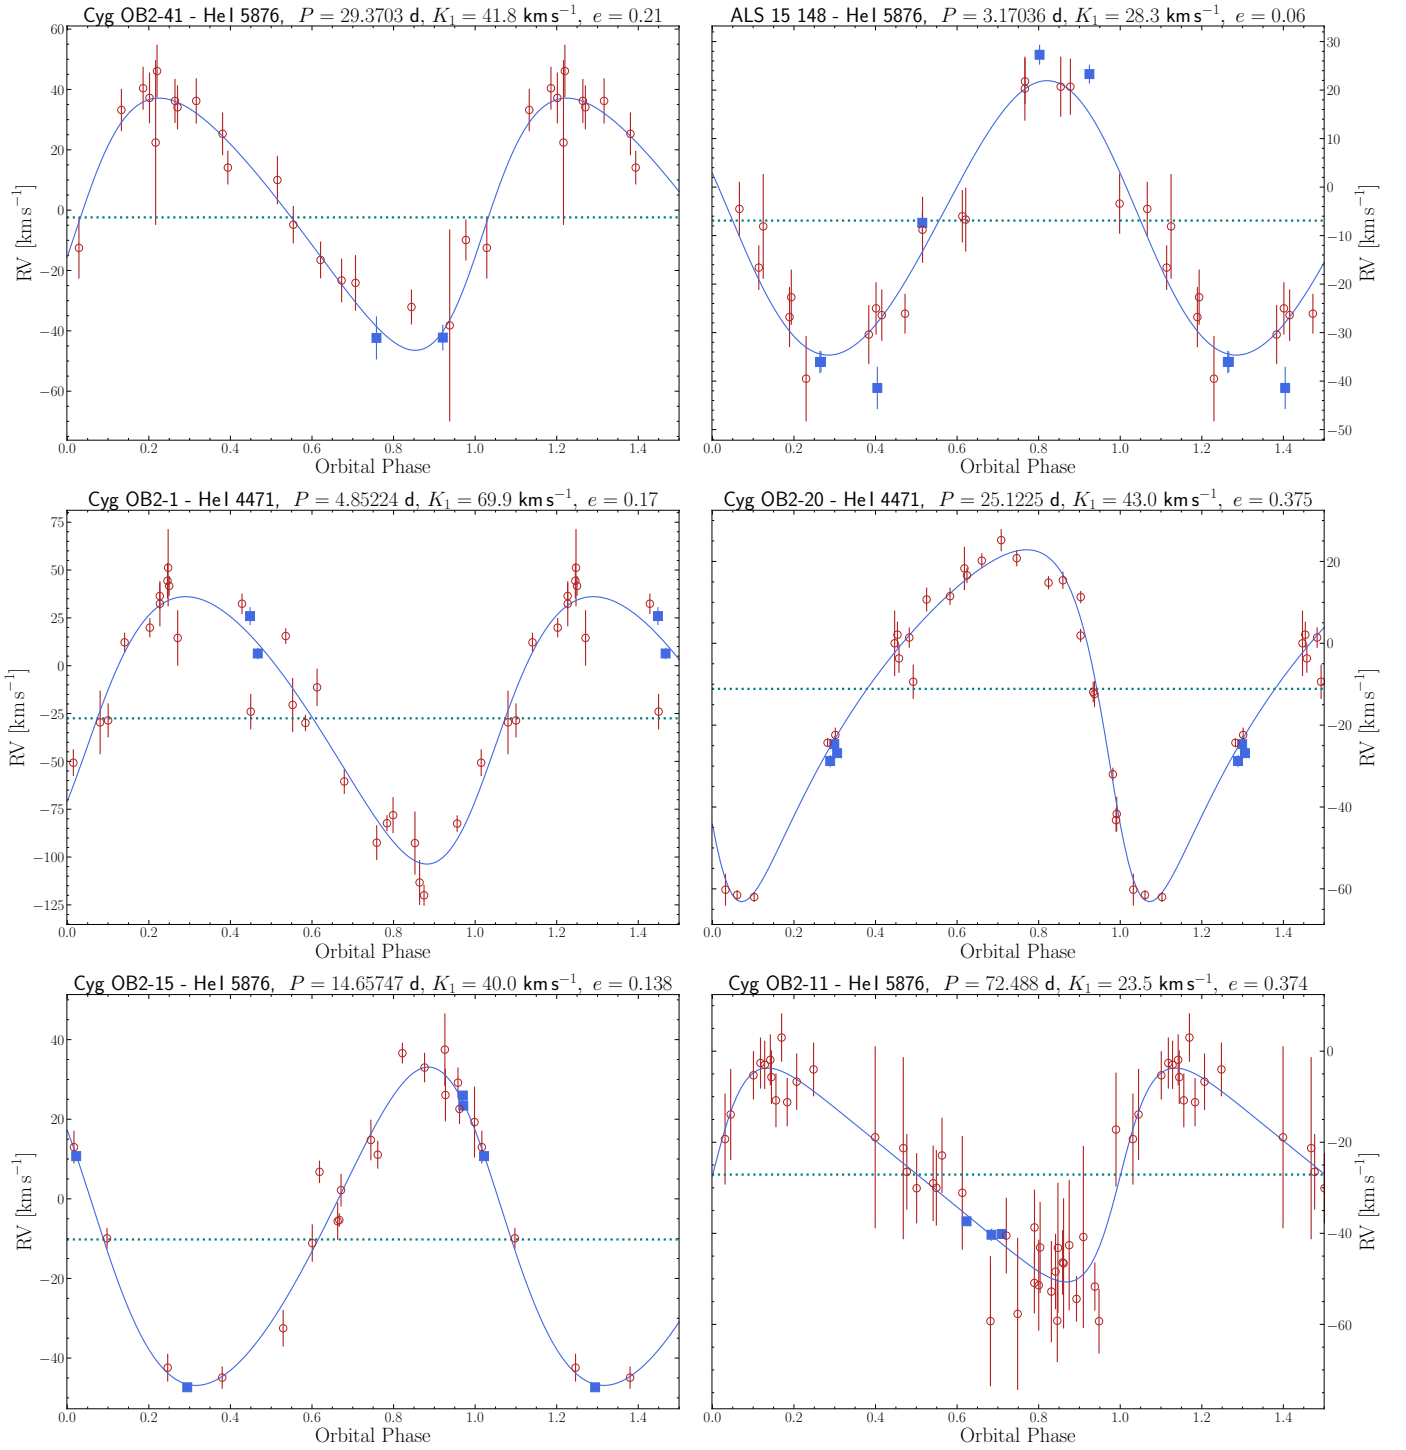 Cyg OB2-41 - He I 5876, P = 29.3703 d, K₁ = 41.8 km s⁻¹, e = 0.21
60
40
20
0
−20
−40
−60
RV [km s⁻¹]
0.0 0.2 0.4 0.6 0.8 1.0 1.2 1.4
Orbital Phase
ALS 15 148 - He I 5876, P = 3.17036 d, K₁ = 28.3 km s⁻¹, e = 0.06
30
20
10
0
−10
−20
−30
−40
−50
RV [km s⁻¹]
0.0 0.2 0.4 0.6 0.8 1.0 1.2 1.4
Orbital Phase
Cyg OB2-1 - He I 4471, P = 4.85224 d, K₁ = 69.9 km s⁻¹, e = 0.17
75
50
25
0
−25
−50
−75
−100
−125
RV [km s⁻¹]
0.0 0.2 0.4 0.6 0.8 1.0 1.2 1.4
Orbital Phase
Cyg OB2-20 - He I 4471, P = 25.1225 d, K₁ = 43.0 km s⁻¹, e = 0.375
20
0
−20
−40
−60
RV [km s⁻¹]
0.0 0.2 0.4 0.6 0.8 1.0 1.2 1.4
Orbital Phase
Cyg OB2-15 - He I 5876, P = 14.65747 d, K₁ = 40.0 km s⁻¹, e = 0.138
40
20
0
−20
−40
RV [km s⁻¹]
0.0 0.2 0.4 0.6 0.8 1.0 1.2 1.4
Orbital Phase
Cyg OB2-11 - He I 5876, P = 72.488 d, K₁ = 23.5 km s⁻¹, e = 0.374
0
−20
−40
−60
RV [km s⁻¹]
0.0 0.2 0.4 0.6 0.8 1.0 1.2 1.4
Orbital Phase